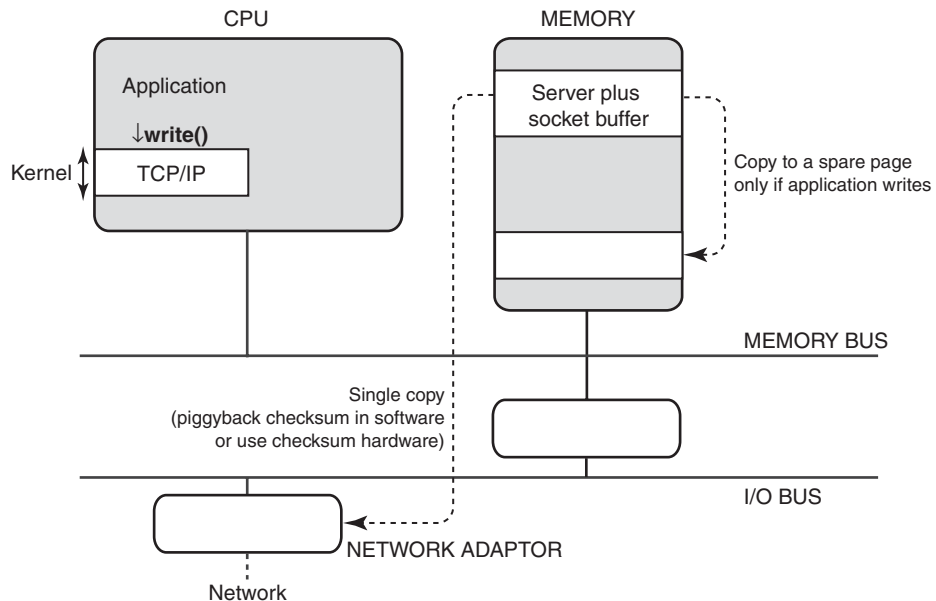 CPU
MEMORY
Application
↓write()
Kernel
TCP/IP
Server plus
socket buffer
Copy to a spare page
only if application writes
MEMORY BUS
Single copy
(piggyback checksum in software
or use checksum hardware)
I/O BUS
NETWORK ADAPTOR
Network